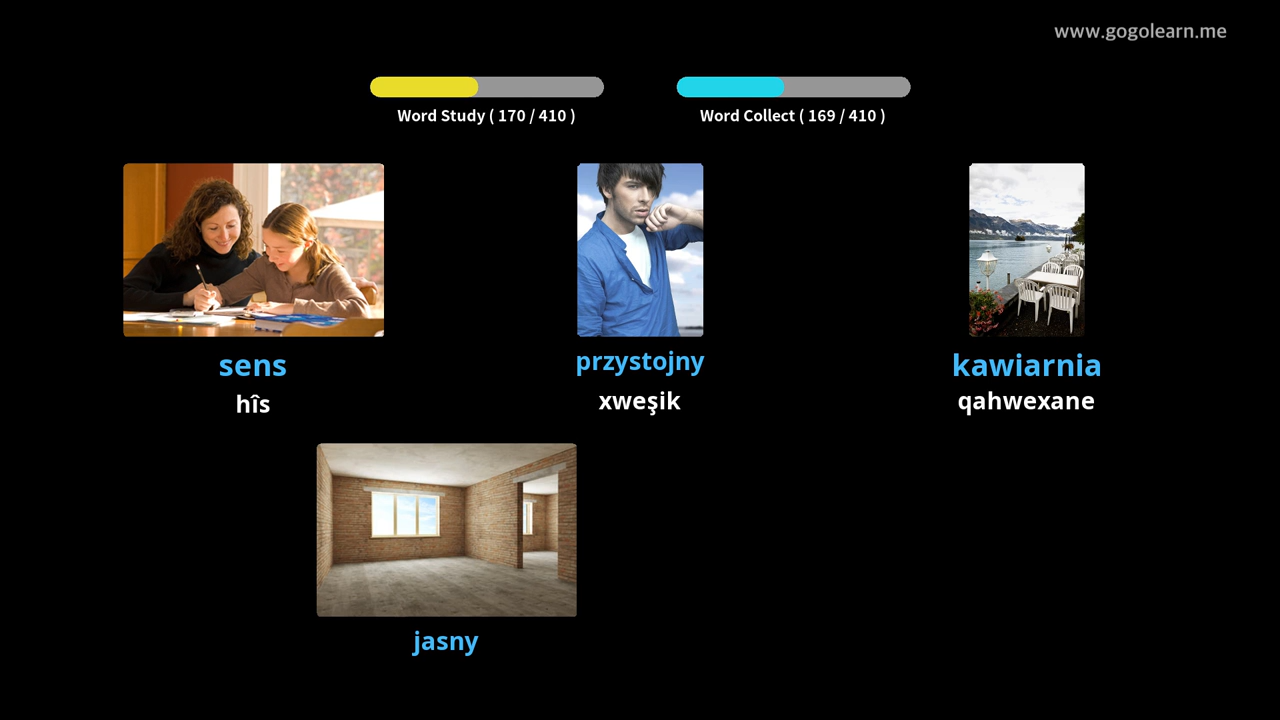 www.gogolearn.me
Word Study ( 170 / 410 )
Word Collect ( 169 / 410 )
sens
hîs
przystojny
xweşik
kawiarnia
qahwexane
jasny